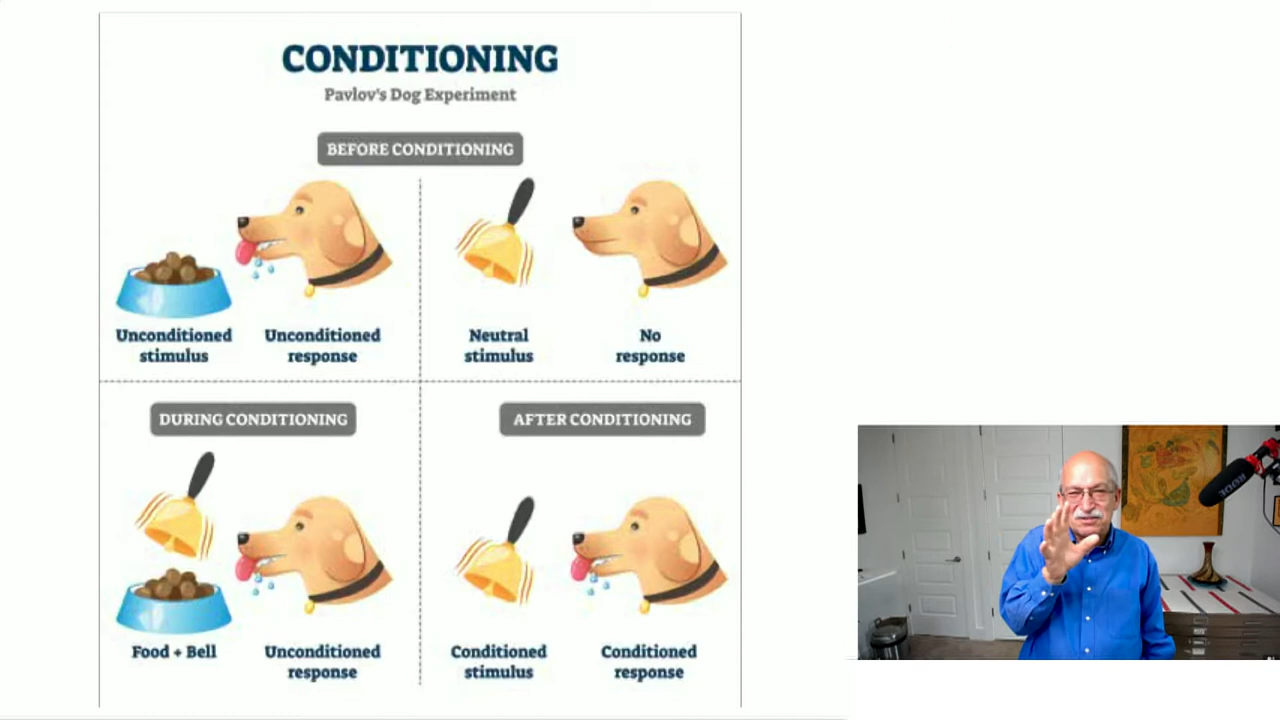 CONDITIONING
Pavlov's Dog Experiment
BEFORE CONDITIONING
Unconditioned
stimulus
Unconditioned
response
Neutral
stimulus
No
response
DURING CONDITIONING
Food + Bell
Unconditioned
response
AFTER CONDITIONING
Conditioned
stimulus
Conditioned
response
RODE